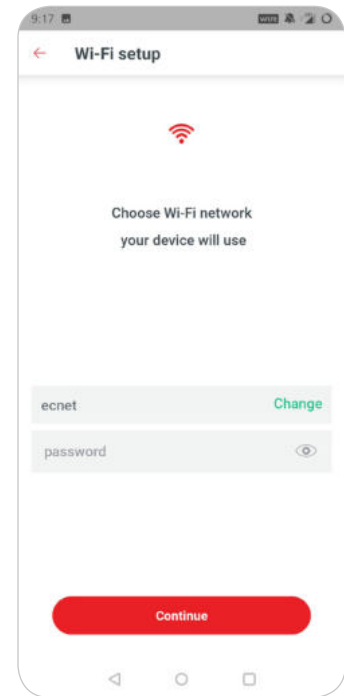 9:17
Wi-Fi setup
Choose Wi-Fi network
your device will use
ecnet Change
password
Continue